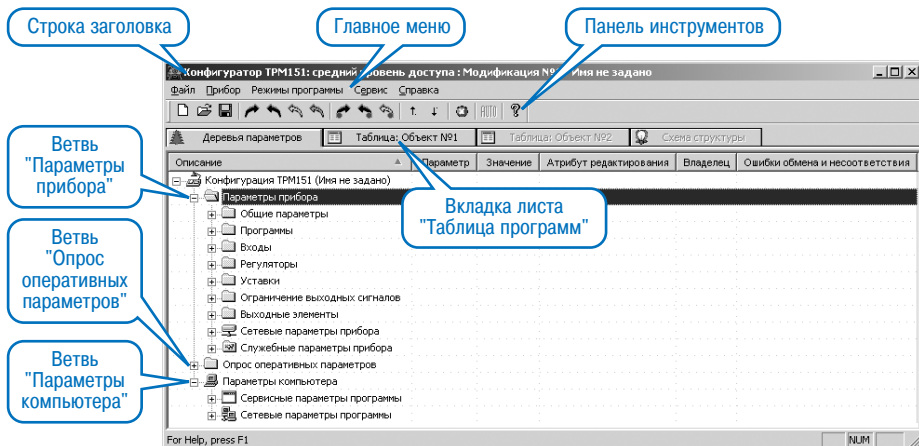 Строка заголовка
Главное меню
Панель инструментов
Конфигуратор ТРМ151: средний уровень доступа : Модификация № Имя не задано
Файл Прибор Режимы программы Сервис Справка
AUTO
Деревья параметров
Таблица: Объект №1
Таблица: Объект №2
Схема структуры
Описание
Параметр
Значение
Атрибут редактирования
Владелец
Ошибки обмена и несоответствия
Ветвь
"Параметры
прибора"
Конфигурация ТРМ151 (Имя не задано)
Параметры прибора
Общие параметры
Программы
Входы
Регуляторы
Уставки
Ограничение выходных сигналов
Выходные элементы
Сетевые параметры прибора
Служебные параметры прибора
Опрос оперативных параметров
Параметры компьютера
Сервисные параметры программы
Сетевые параметры программы
Вкладка листа
"Таблица программ"
Ветвь
"Опрос
оперативных
параметров"
Ветвь
"Параметры
компьютера"
For Help, press F1
NUM